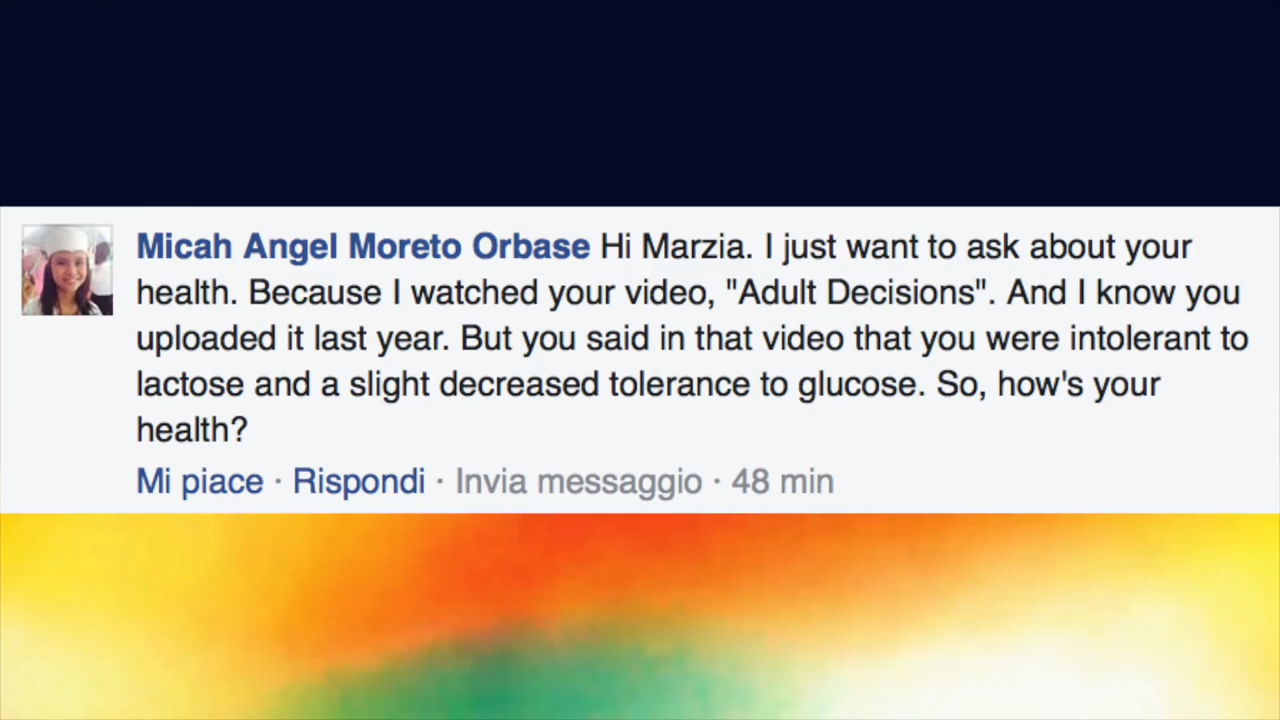 Micah Angel Moreto Orbase Hi Marzia. I just want to ask about your
health. Because I watched your video, "Adult Decisions". And I know you
uploaded it last year. But you said in that video that you were intolerant to
lactose and a slight decreased tolerance to glucose. So, how's your
health?
Mi piace · Rispondi · Invia messaggio · 48 min